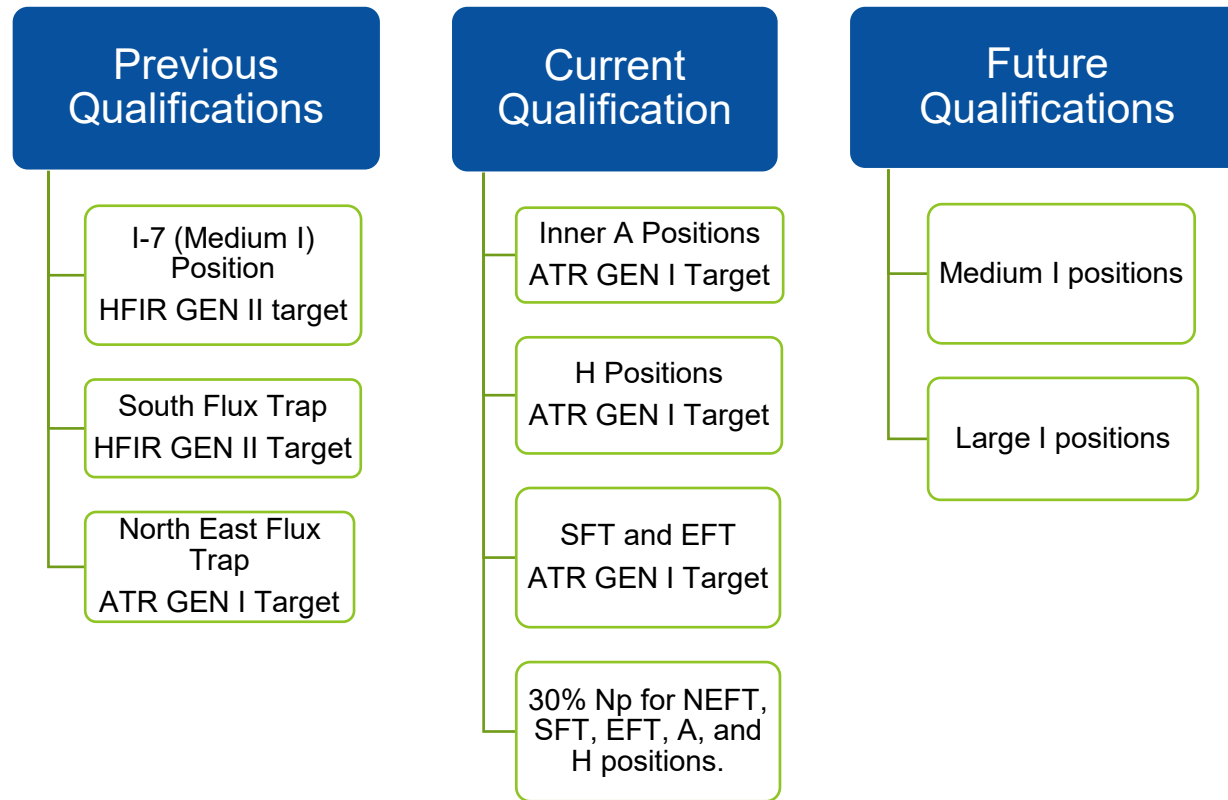 Previous
Qualifications
I-7 (Medium I)
Position
HFIR GEN II target
South Flux Trap
HFIR GEN II Target
North East Flux
Trap
ATR GEN I Target
Current
Qualification
Inner A Positions
ATR GEN I Target
H Positions
ATR GEN I Target
SFT and EFT
ATR GEN I Target
30% Np for NEFT,
SFT, EFT, A, and
H positions.
Future
Qualifications
Medium I positions
Large I positions